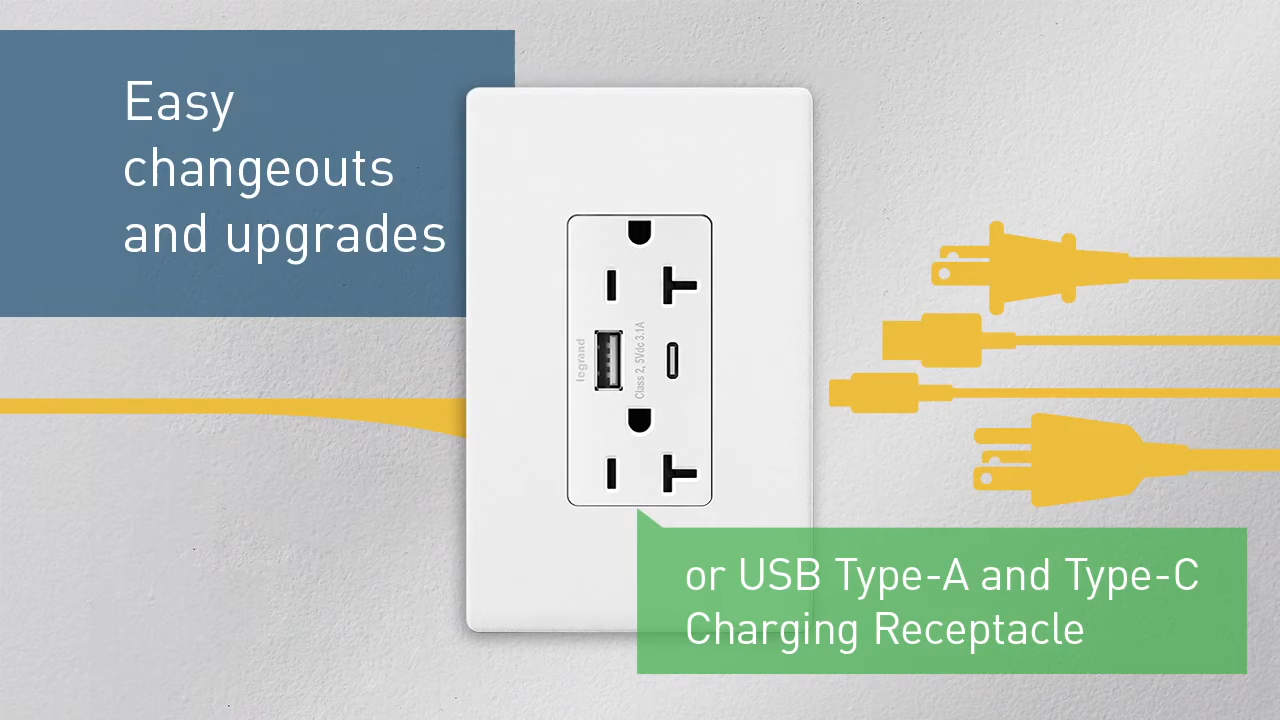 Easy
changeouts
and upgrades
legrand
Class 2, 5Vdc 3.1A
or USB Type-A and Type-C
Charging Receptacle